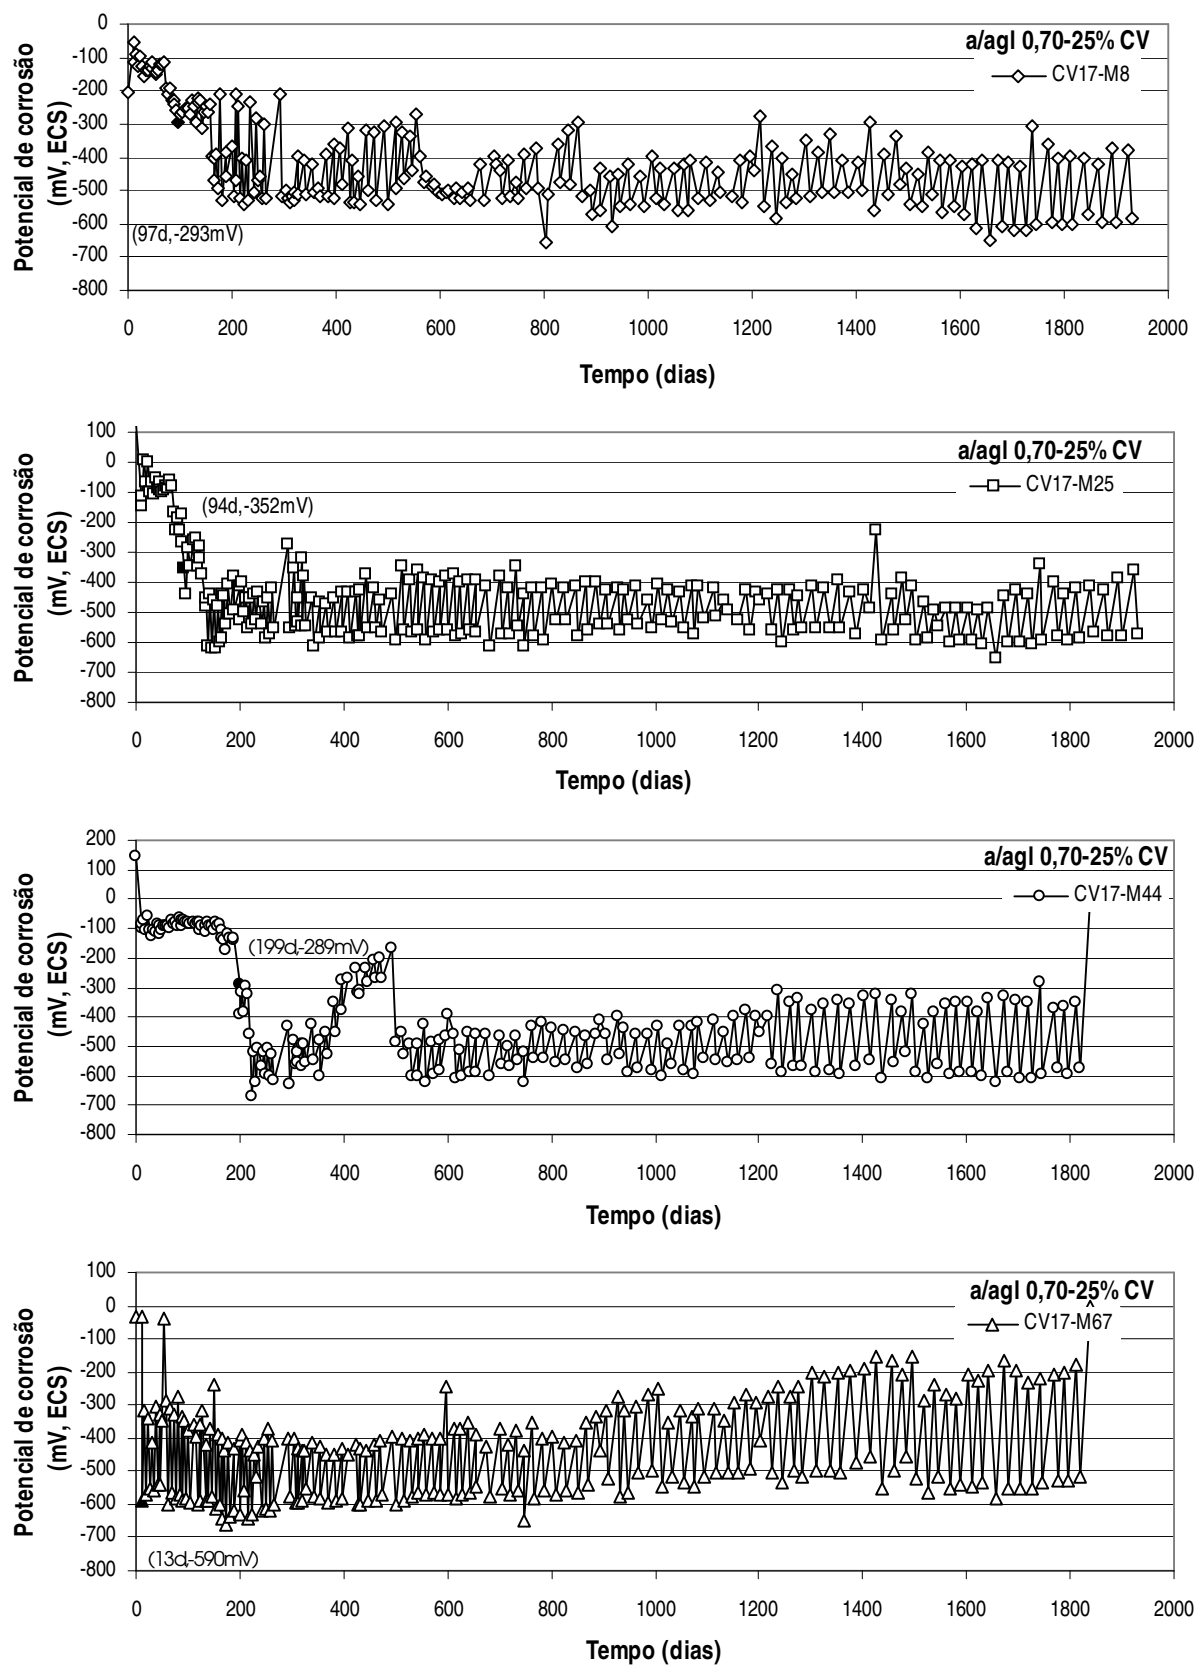 a/agl 0,70-25% CV
CV17-M8
Potencial de corrosão
(mV, ECS)
0
-100
-200
-300
-400
-500
-600
-700
-800
(97d,-293mV)
0 200 400 600 800 1000 1200 1400 1600 1800 2000
Tempo (dias)
a/agl 0,70-25% CV
CV17-M25
Potencial de corrosão
(mV, ECS)
100
0
-100
-200
-300
-400
-500
-600
-700
-800
(94d,-352mV)
0 200 400 600 800 1000 1200 1400 1600 1800 2000
Tempo (dias)
a/agl 0,70-25% CV
CV17-M44
Potencial de corrosão
(mV, ECS)
200
100
0
-100
-200
-300
-400
-500
-600
-700
-800
(199d,-289mV)
0 200 400 600 800 1000 1200 1400 1600 1800 2000
Tempo (dias)
a/agl 0,70-25% CV
CV17-M67
Potencial de corrosão
(mV, ECS)
100
0
-100
-200
-300
-400
-500
-600
-700
-800
(13d,-590mV)
0 200 400 600 800 1000 1200 1400 1600 1800 2000
Tempo (dias)